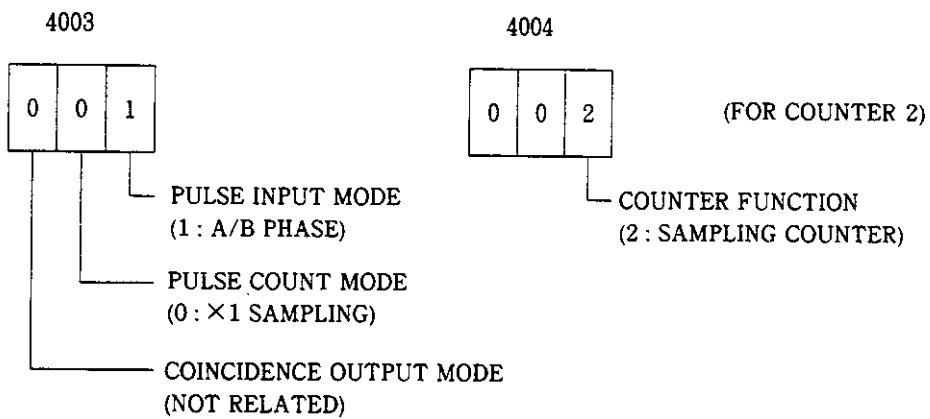 4003
4004
0 0 1
0 0 2
(FOR COUNTER 2)
PULSE INPUT MODE
(1 : A/B PHASE)
COUNTER FUNCTION
(2 : SAMPLING COUNTER)
PULSE COUNT MODE
(0 : ×1 SAMPLING)
COINCIDENCE OUTPUT MODE
(NOT RELATED)